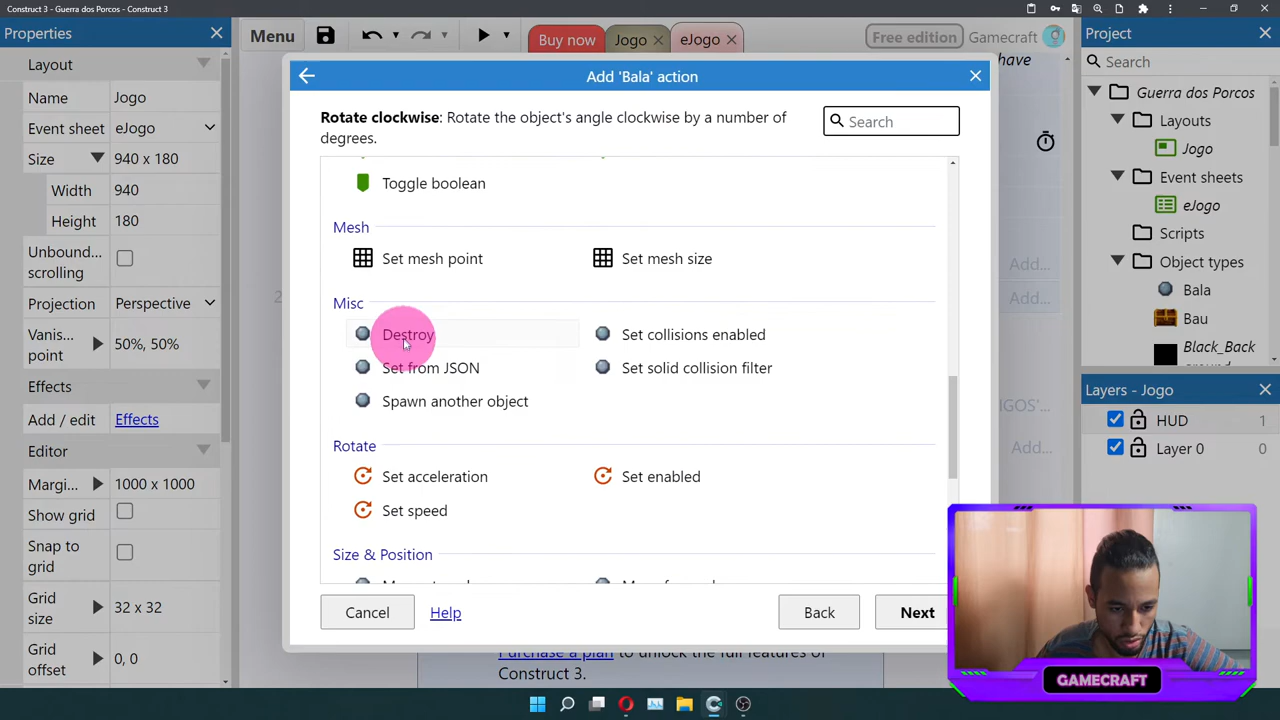 Construct 3 - Guerra dos Porcos - Construct 3
Properties
Layout
Name
Jogo
Event sheet
eJogo
Size
940 x 180
Width
940
Height
180
Unbound...
scrolling
Projection
Perspective
Vanis...
point
50%, 50%
Effects
Add / edit
Effects
Editor
Margi...
1000 x 1000
Show grid
Snap to
grid
Grid
size
32 x 32
Grid
offset
0, 0
Menu
Buy now
Jogo
eJogo
Free edition
Gamecraft
have
Add 'Bala' action
Rotate clockwise: Rotate the object's angle clockwise by a number of
degrees.
Search
Toggle boolean
Mesh
Set mesh point
Set mesh size
Misc
Destroy
Set collisions enabled
Set from JSON
Set solid collision filter
Spawn another object
Rotate
Set acceleration
Set enabled
Set speed
Size & Position
Cancel
Help
Back
Next
Purchase a plan to unlock the full features of
Construct 3.
2
Add...
Add...
IGOS'...
Add...
Project
Search
Guerra dos Porcos
Layouts
Jogo
Event sheets
eJogo
Scripts
Object types
Bala
Bau
Black_Back
Layers - Jogo
HUD
1
Layer 0
0
GAMECRAFT